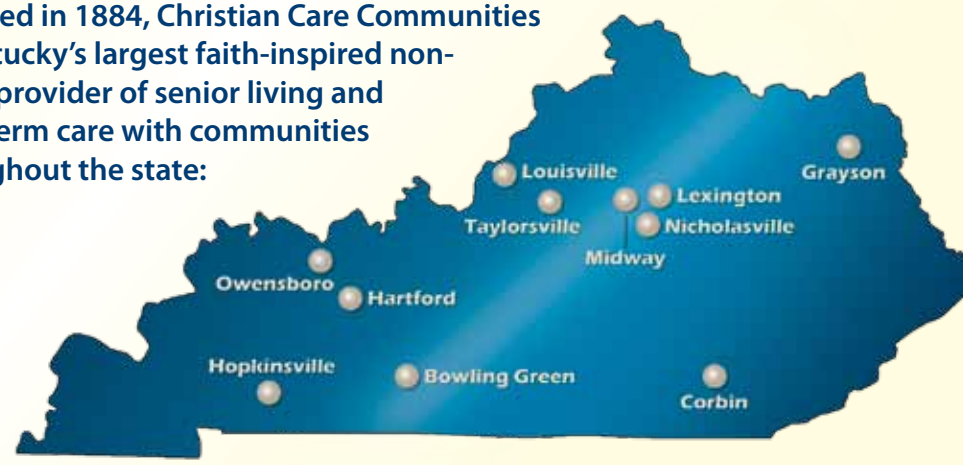 ed in 1884, Christian Care Communities
tucky’s largest faith-inspired non-
provider of senior living and
erm care with communities
ghout the state:
Louisville
Grayson
Lexington
Taylorsville
Nicholasville
Midway
Owensboro
Hartford
Hopkinsville
Bowling Green
Corbin